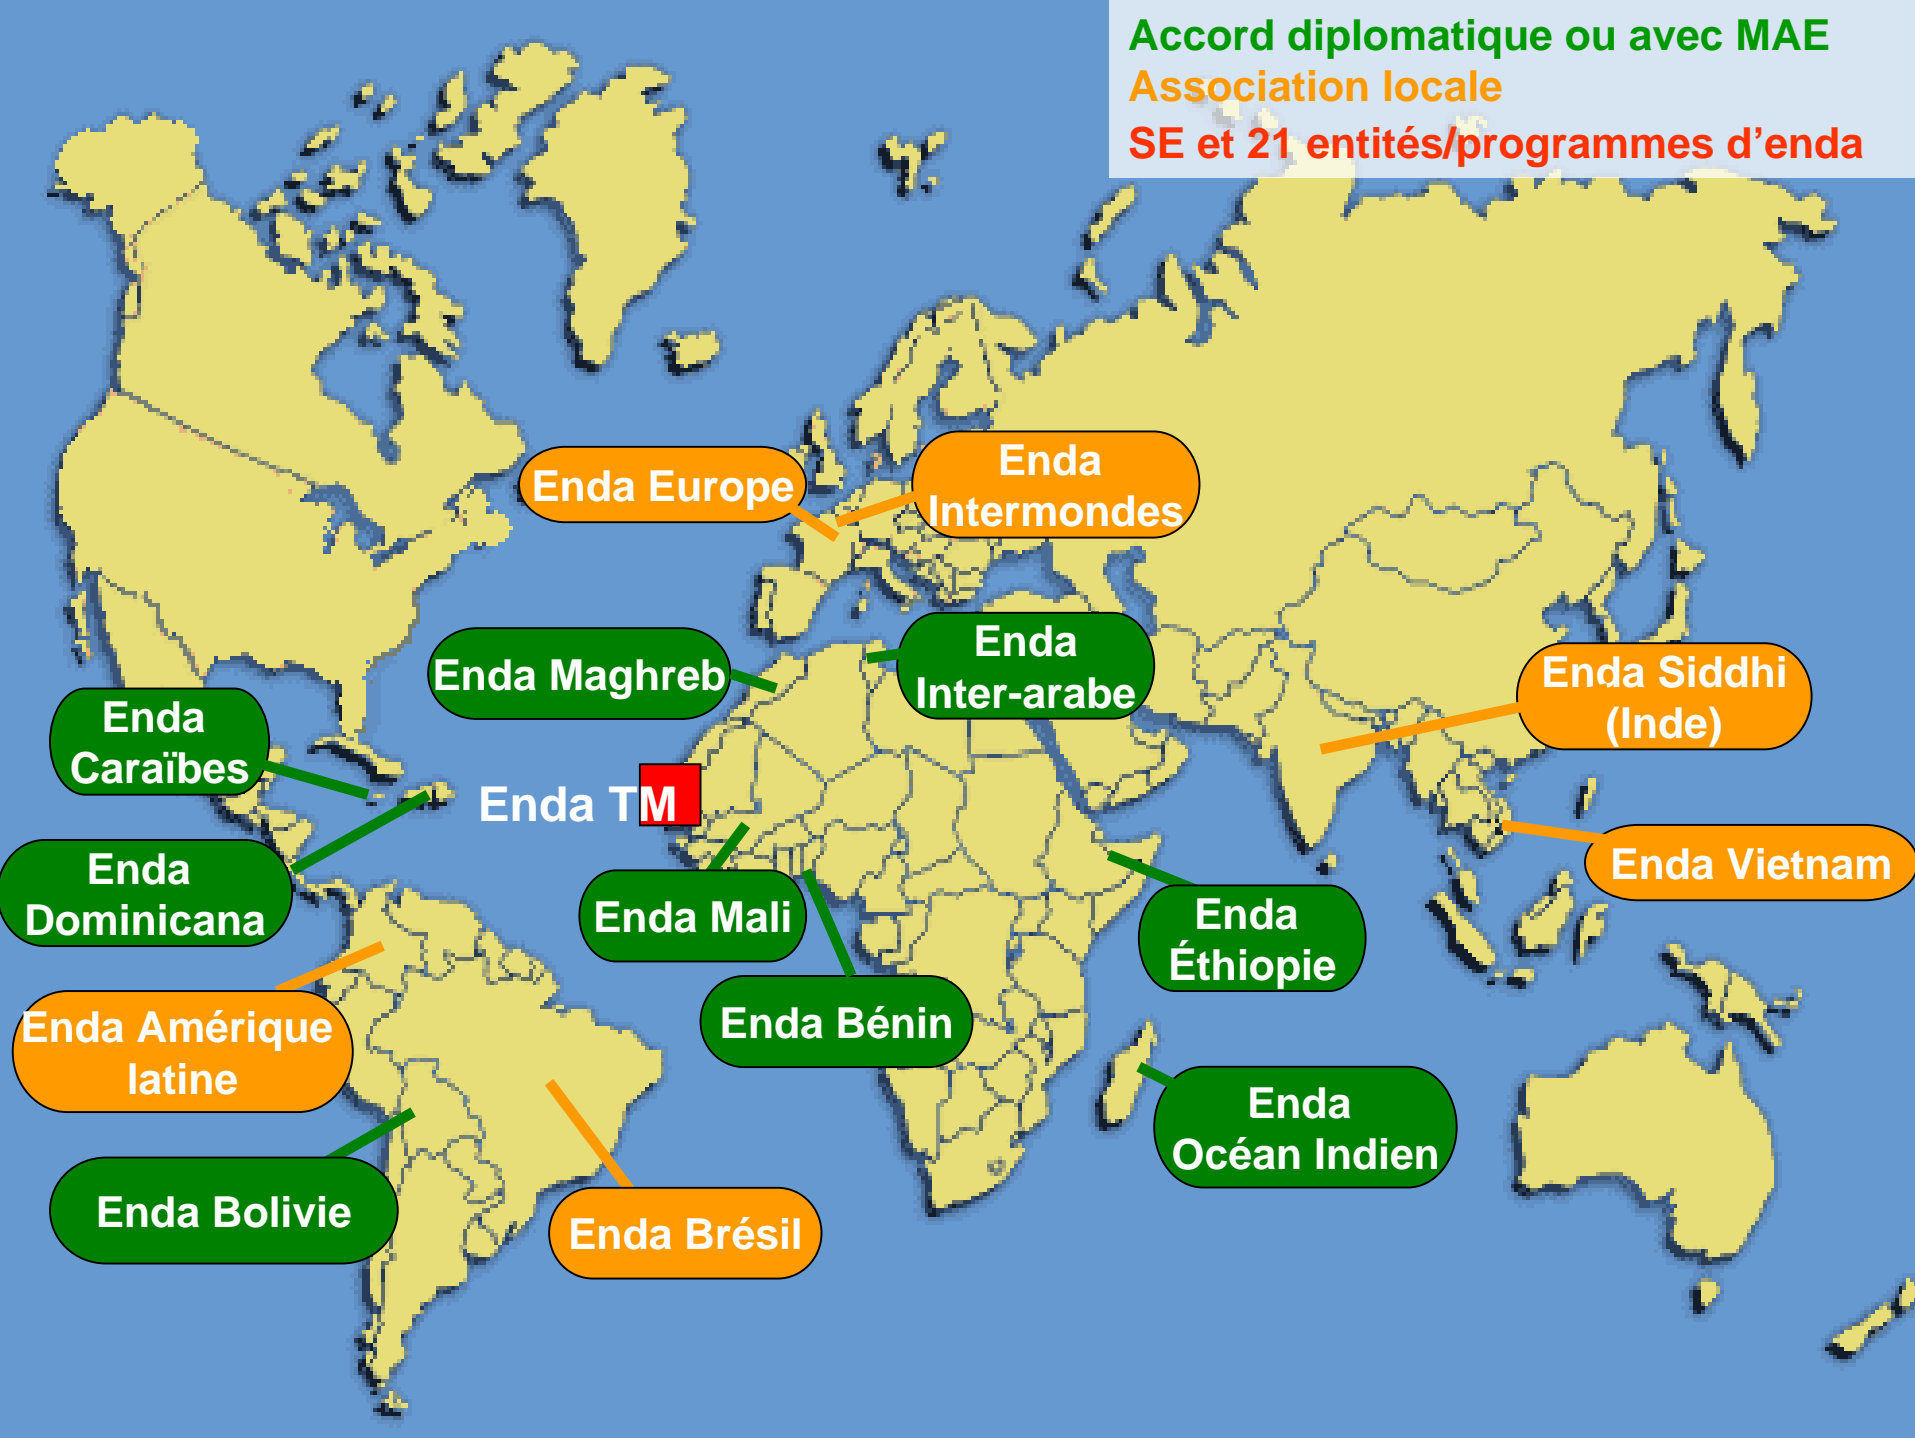 Accord diplomatique ou avec MAE
Association locale
SE et 21 entités/programmes d’enda
Enda Europe
Enda
Intermondes
Enda Maghreb
Enda
Inter-arabe
Enda Siddhi
(Inde)
Enda
Caraïbes
Enda TM
Enda Vietnam
Enda
Dominicana
Enda Mali
Enda
Éthiopie
Enda Amérique
latine
Enda Bénin
Enda
Océan Indien
Enda Bolivie
Enda Brésil